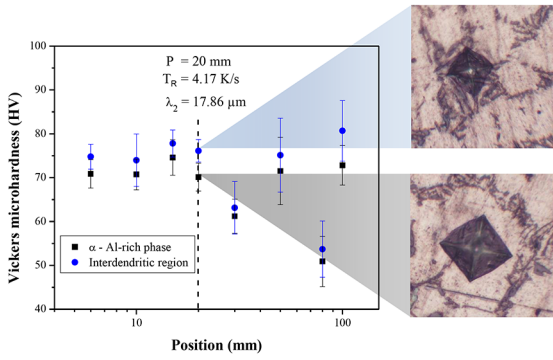 100
90
80
70
60
50
40
P = 20 mm
T_R = 4.17 K/s
λ_2 = 17.86 µm
α - Al-rich phase
Interdendritic region
10
100
Vickers microhardness (HV)
Position (mm)